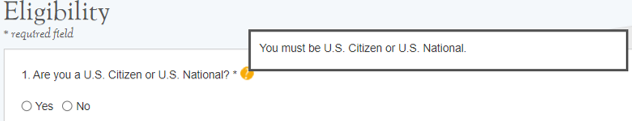 Eligibility
* required field
You must be U.S. Citizen or U.S. National.
1. Are you a U.S. Citizen or U.S. National? *
Yes No